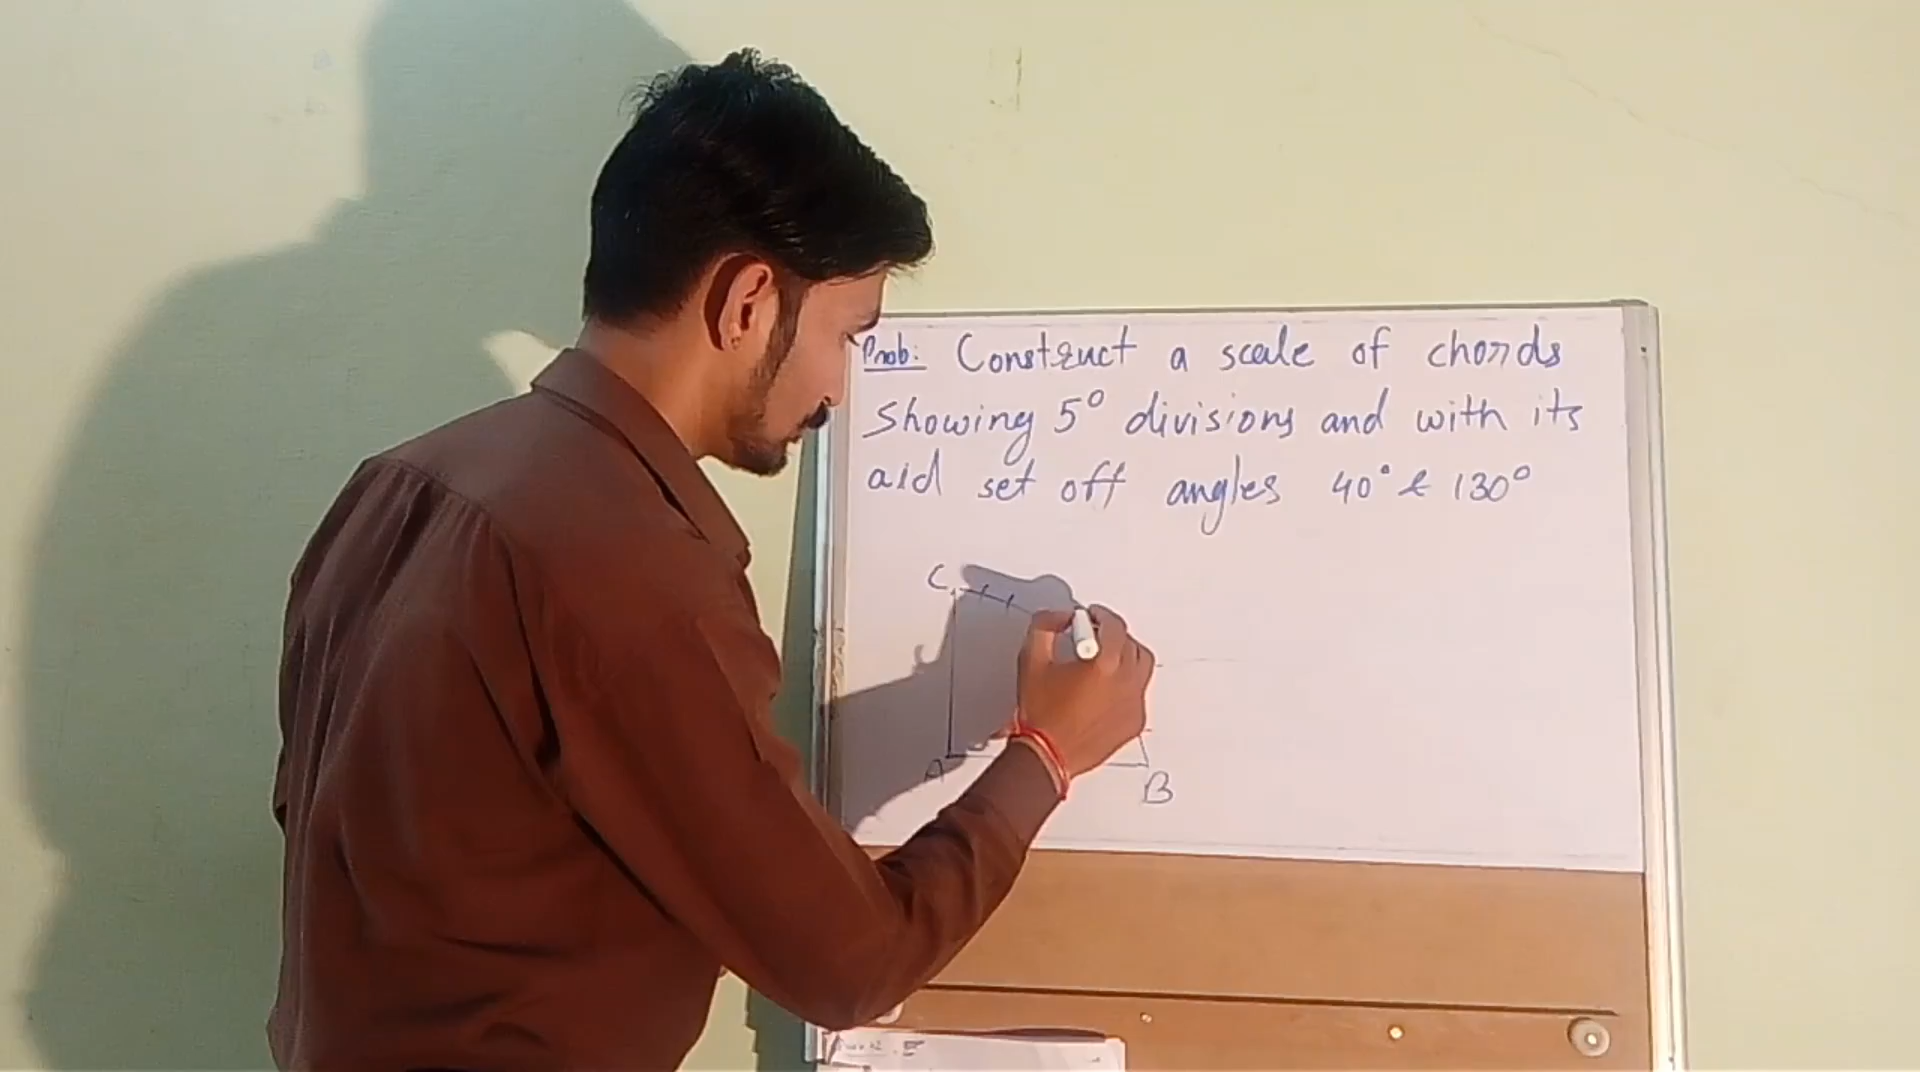 Prob: Construct a scale of chords
showing 5° divisions and with its
aid set off angles 40° & 130°
C
A
B